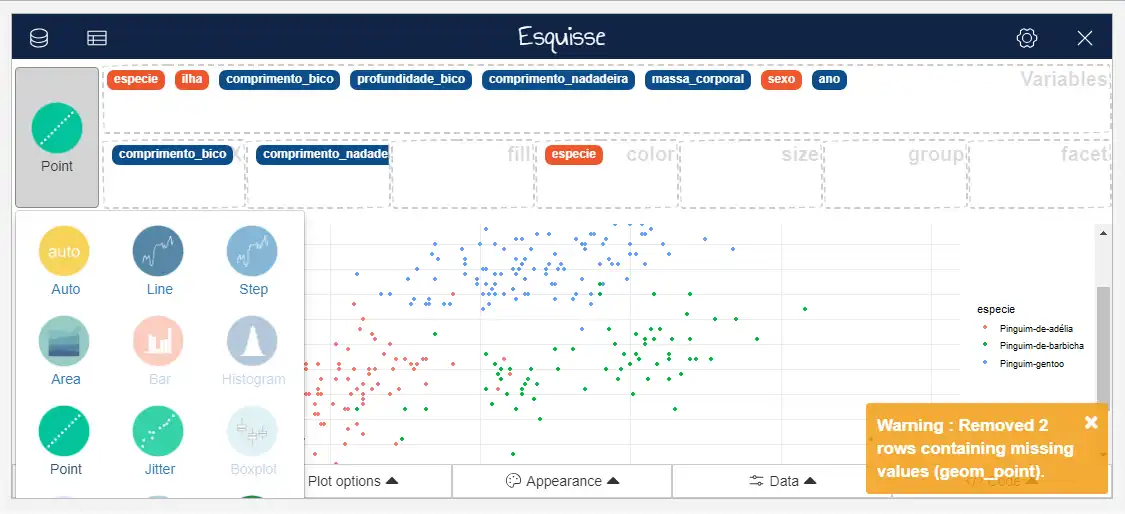 Esquisse
especie ilha comprimento_bico profundidade_bico comprimento_nadadeira massa_corporal sexo ano Variables
Point
comprimento_bico X comprimento_nadade fill especie color size group facet
auto
Auto Line Step
Area Bar Histogram
Point Jitter Boxplot
especie
Pinguim-de-adélia
Pinguim-de-barbicha
Pinguim-gentoo
Warning : Removed 2
rows containing missing
values (geom_point).
Plot options Appearance Data Code